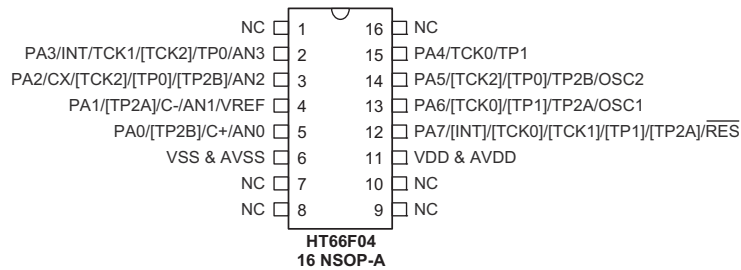 NC 1 16 NC
PA3/INT/TCK1/[TCK2]/TP0/AN3 2 15 PA4/TCK0/TP1
PA2/CX/[TCK2]/[TP0]/[TP2B]/AN2 3 14 PA5/[TCK2]/[TP0]/TP2B/OSC2
PA1/[TP2A]/C-/AN1/VREF 4 13 PA6/[TCK0]/[TP1]/TP2A/OSC1
PA0/[TP2B]/C+/AN0 5 12 PA7/[INT]/[TCK0]/[TCK1]/[TP1]/[TP2A]/RES
VSS & AVSS 6 11 VDD & AVDD
NC 7 10 NC
NC 8 9 NC
HT66F04
16 NSOP-A